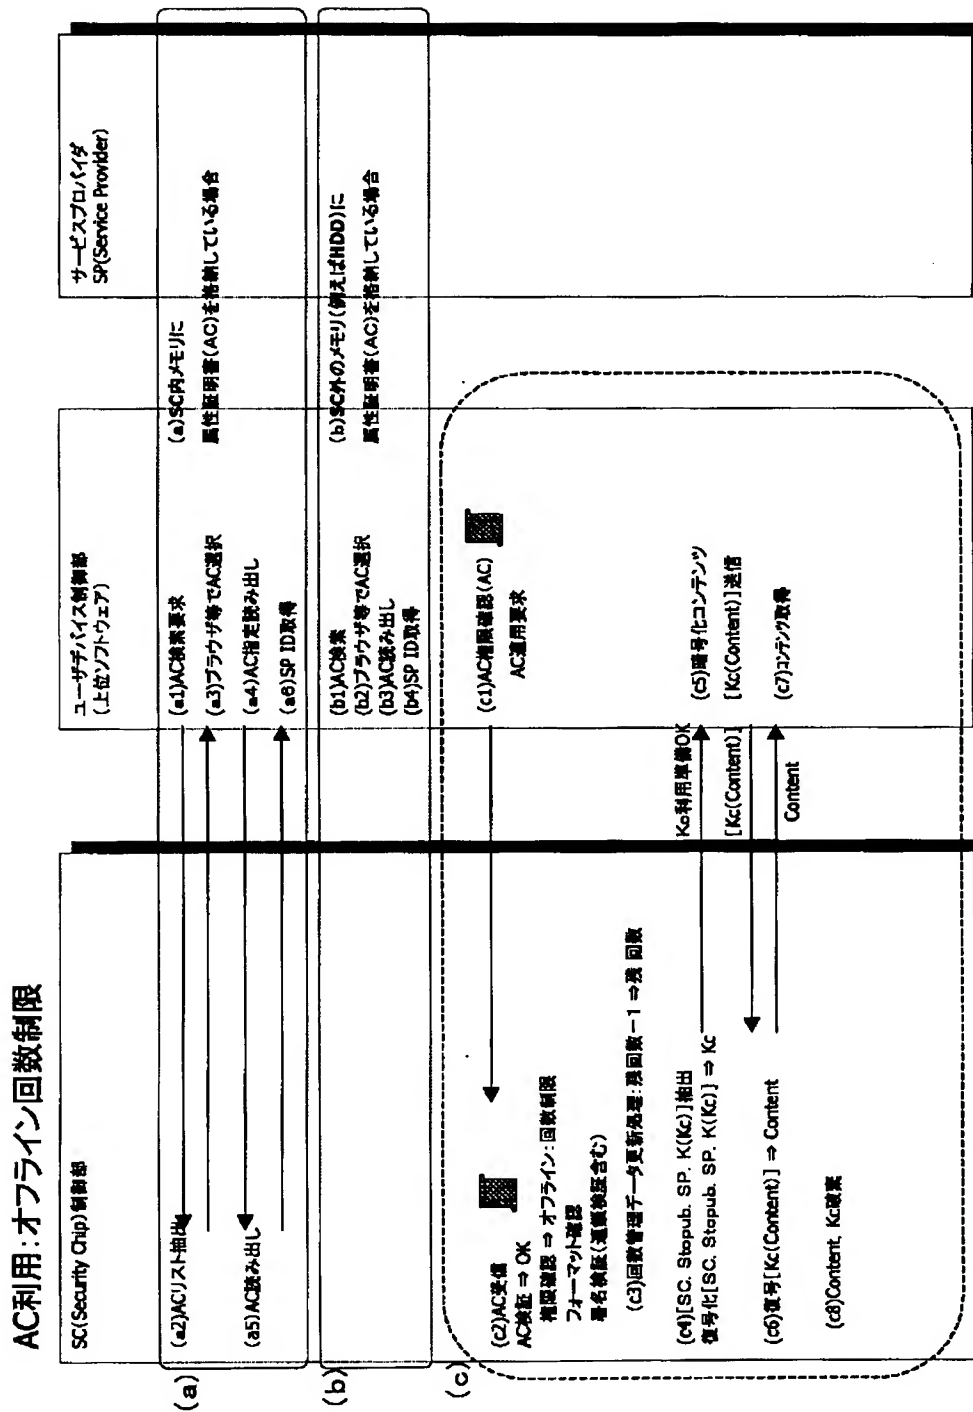 AC利用:オフライン回数制限
SC(Security Chip)制御部
ユーザデバイス制御部
(上位ソフトウェア)
サービスプロバイダ
SP(Service Provider)
(a)
(a1)AC検索要求
(a2)ACリスト抽出
(a3)ブラウザ等でAC選択
(a4)AC指定読み出し
(a5)AC読み出し
(a6)SP ID取得
(a)SC内メモリに
属性証明書(AC)を格納している場合
(b)
(b1)AC検索
(b2)ブラウザ等でAC選択
(b3)AC読み出し
(b4)SP ID取得
(b)SC外のメモリ(例えばHDD)に
属性証明書(AC)を格納している場合
(c)
(c1)AC権限確認(AC)
AC適用要求
(c2)AC受信
AC検証 ⇒ OK
権限確認 ⇒ オフライン:回数制限
フォーマット確認
署名検証(連鎖検証含む)
(c3)回数管理データ更新処理:残回数-1 ⇒残 回数
(c4)[SC. Stopub. SP. K(Kc)]抽出
復号化[SC. Stopub. SP. K(Kc)] ⇒ Kc
Kc利用準備OK
(c5)暗号化コンテンツ
[Kc(Content)]送信
[Kc(Content)]
(c6)復号[Kc(Content)] ⇒ Content
Content
(c7)コンテンツ取得
(c8)Content, Kc破棄